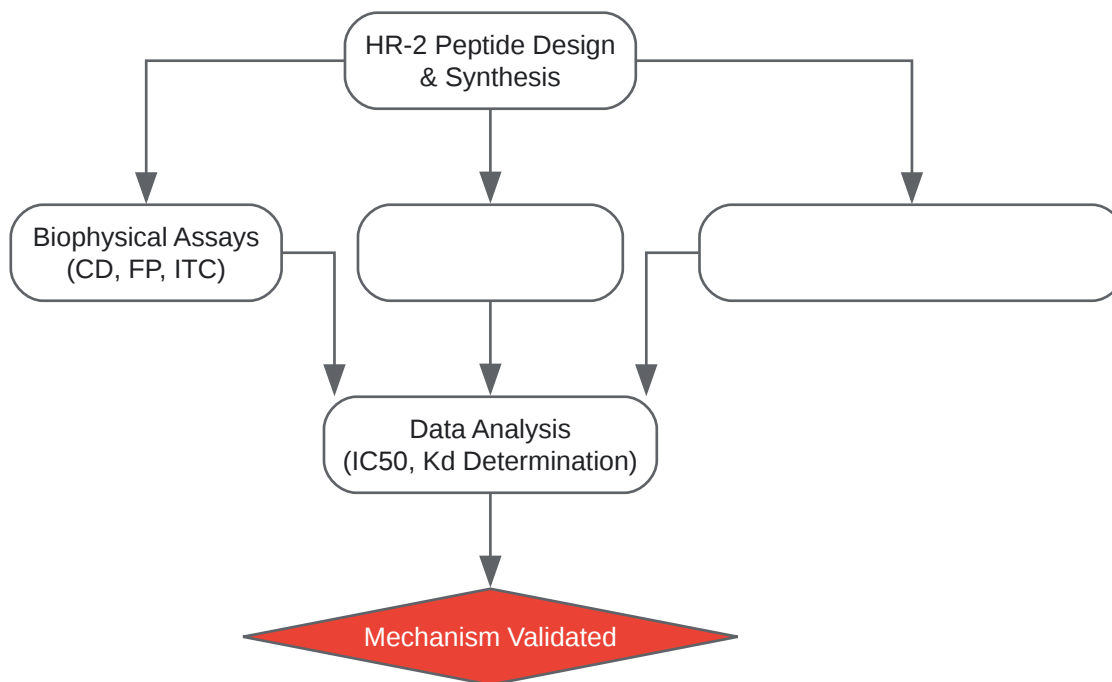 HR-2 Peptide Design
& Synthesis
Biophysical Assays
(CD, FP, ITC)
Data Analysis
(IC50, Kd Determination)
Mechanism Validated